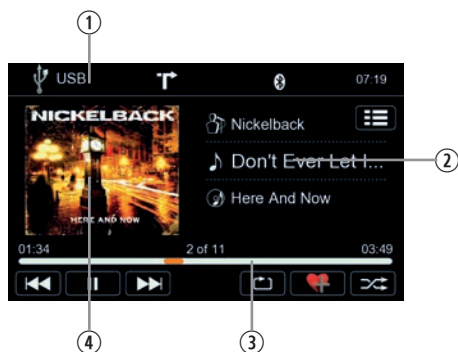 1
USB 07:19
NICKELBACK
HERE AND NOW
Nickelback
Don't Ever Let I...
2
Here And Now
01:34 2 of 11 03:49
4 3